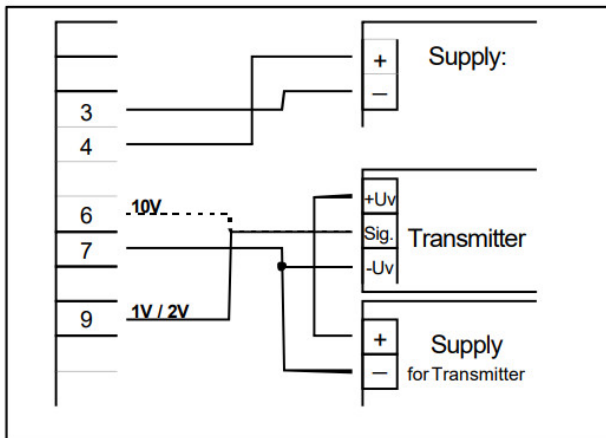 Supply:
+
–
3
4
6
10V
7
9
1V / 2V
+Uv
Sig.
-Uv
Transmitter
+
–
Supply
for Transmitter